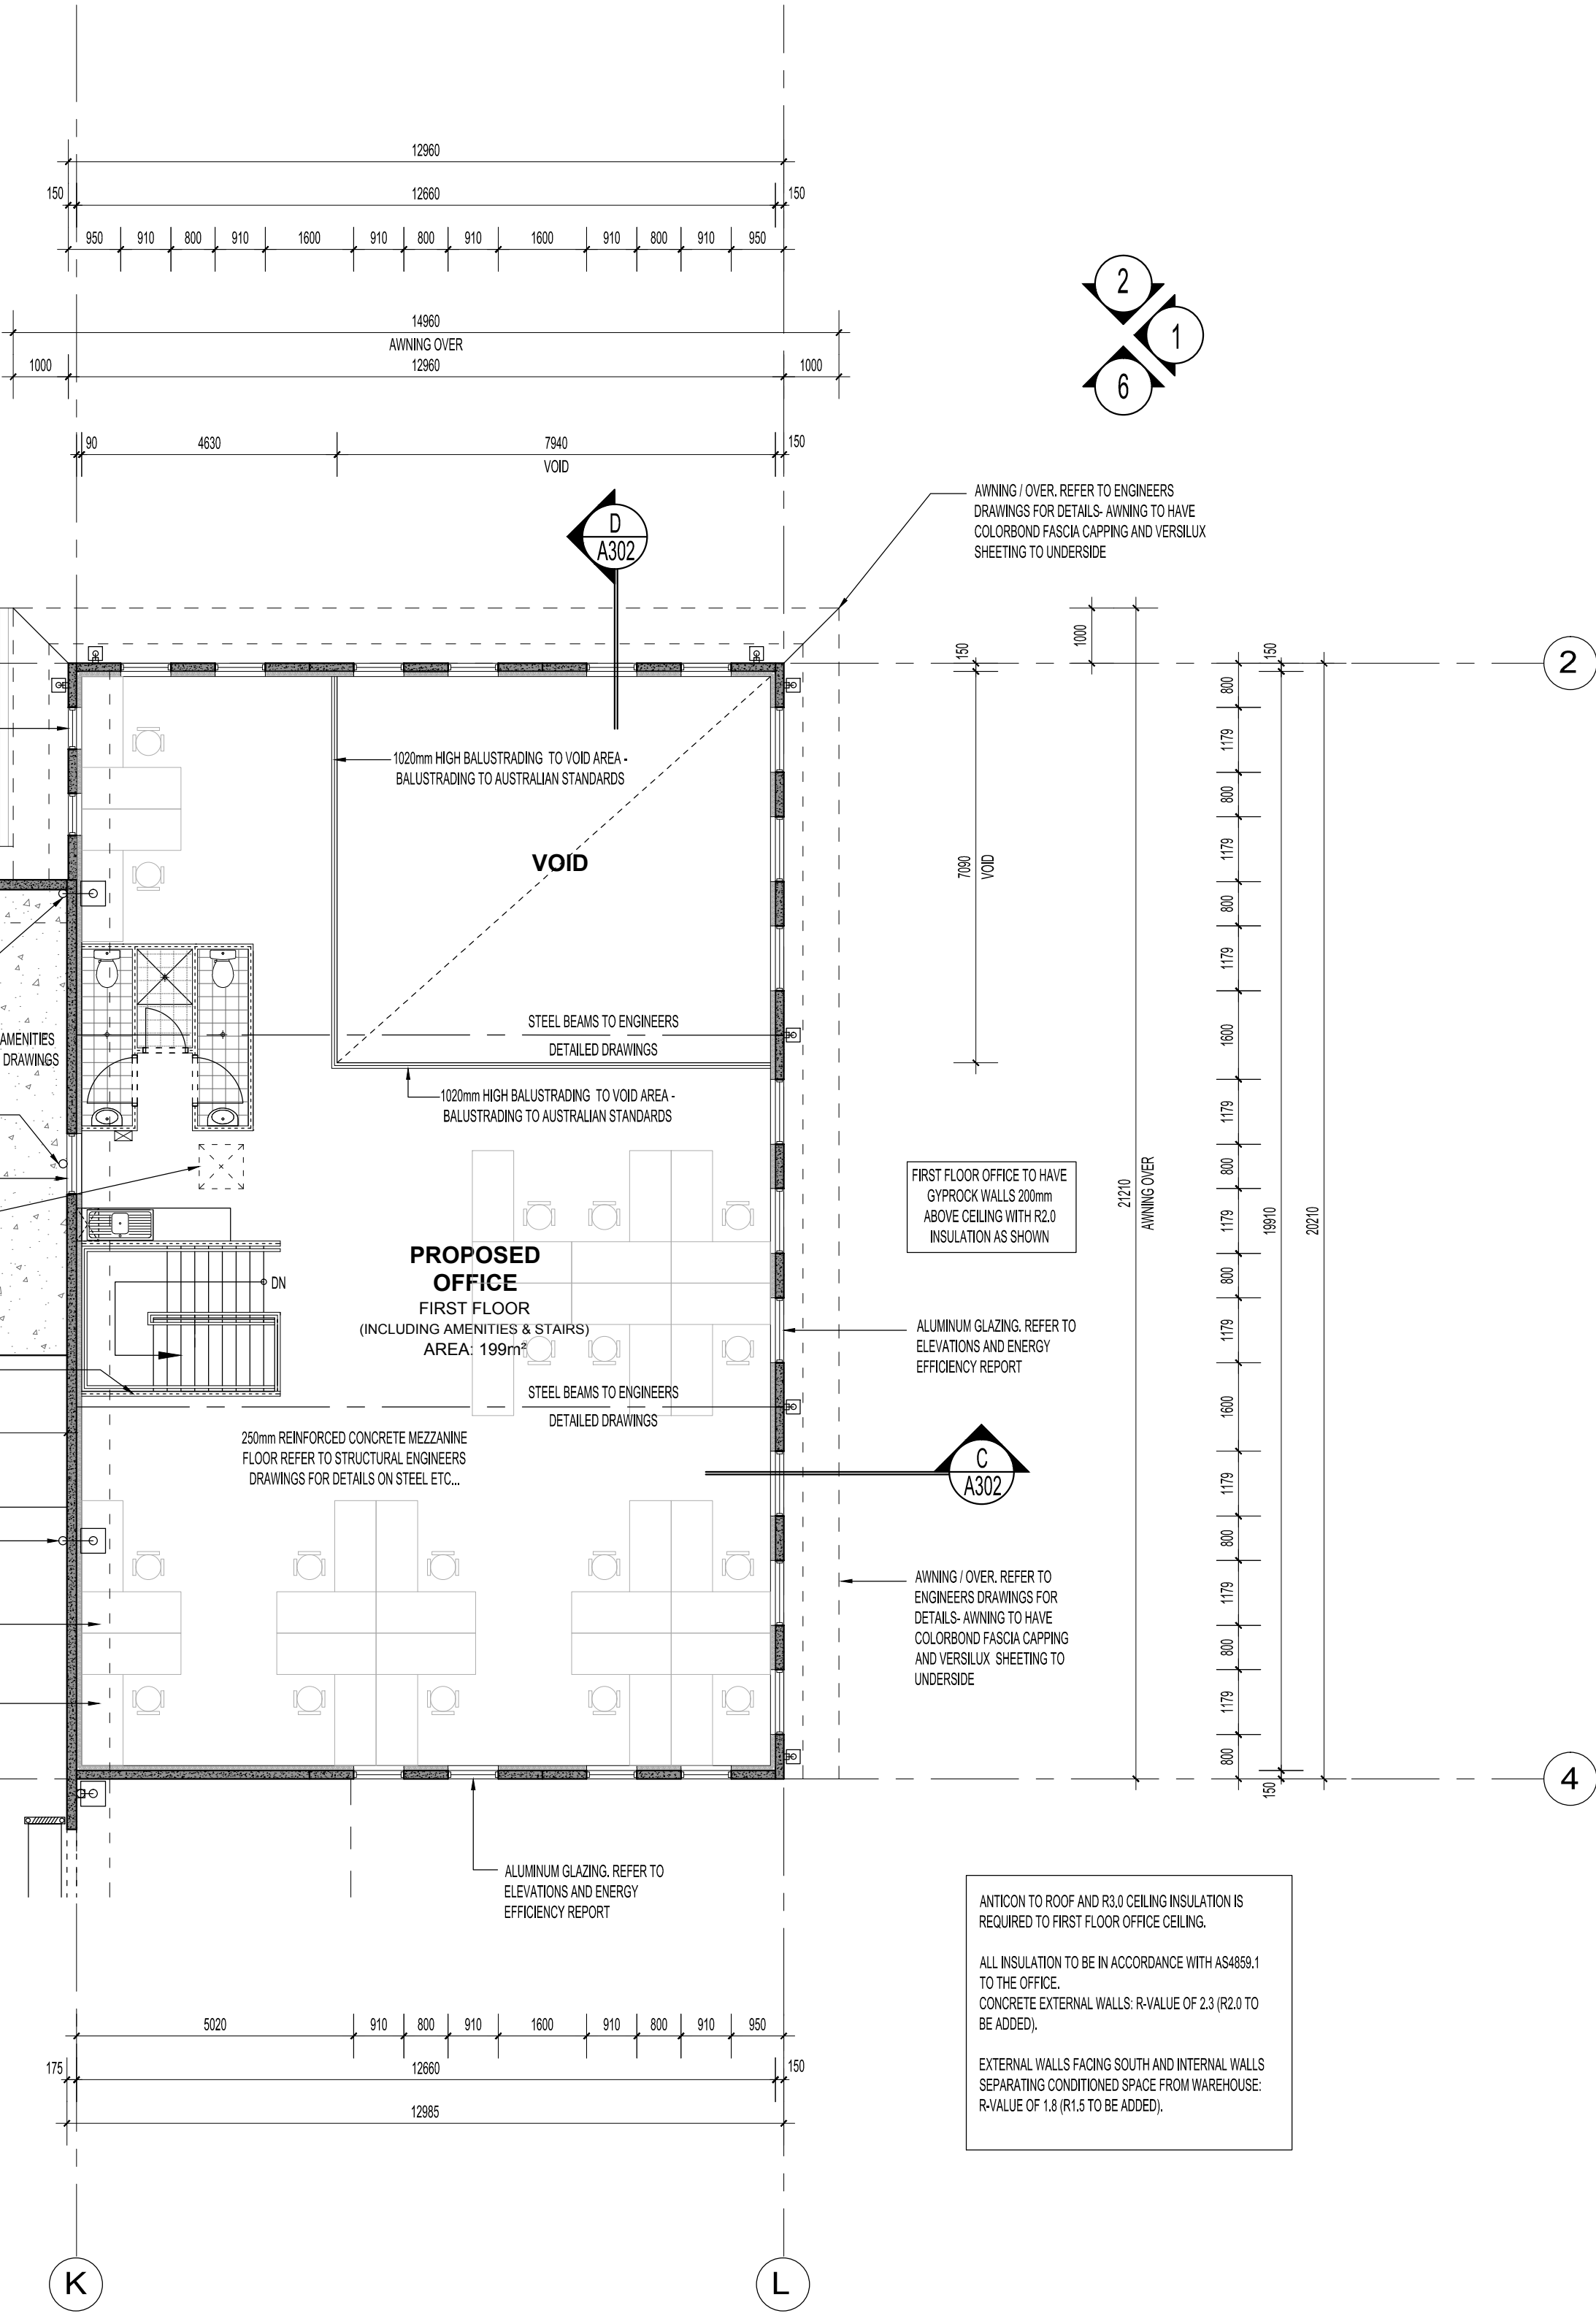 12960
150
12660
150
950 910 800 910 1600 910 800 910 1600 910 800 910 950
14960
AWNING OVER
1000
12960
1000
90
4630
7940
150
VOID
2
1
6
D
A302
AWNING / OVER. REFER TO ENGINEERS
DRAWINGS FOR DETAILS- AWNING TO HAVE
COLORBOND FASCIA CAPPING AND VERSILUX
SHEETING TO UNDERSIDE
1000
150
150
2
1020mm HIGH BALUSTRADING TO VOID AREA -
BALUSTRADING TO AUSTRALIAN STANDARDS
VOID
7090
VOID
AMENITIES
DRAWINGS
STEEL BEAMS TO ENGINEERS
DETAILED DRAWINGS
1020mm HIGH BALUSTRADING TO VOID AREA -
BALUSTRADING TO AUSTRALIAN STANDARDS
FIRST FLOOR OFFICE TO HAVE
GYPROCK WALLS 200mm
ABOVE CEILING WITH R2.0
INSULATION AS SHOWN
21210
AWNING OVER
800
1179
800
1179
800
1179
1600
1179
800
1179
800
1179
1600
1179
800
1179
800
1179
800
19910
20210
150
DN
PROPOSED
OFFICE
FIRST FLOOR
(INCLUDING AMENITIES & STAIRS)
AREA: 199m²
ALUMINUM GLAZING. REFER TO
ELEVATIONS AND ENERGY
EFFICIENCY REPORT
STEEL BEAMS TO ENGINEERS
DETAILED DRAWINGS
250mm REINFORCED CONCRETE MEZZANINE
FLOOR REFER TO STRUCTURAL ENGINEERS
DRAWINGS FOR DETAILS ON STEEL ETC...
C
A302
AWNING / OVER. REFER TO
ENGINEERS DRAWINGS FOR
DETAILS- AWNING TO HAVE
COLORBOND FASCIA CAPPING
AND VERSILUX SHEETING TO
UNDERSIDE
4
ALUMINUM GLAZING. REFER TO
ELEVATIONS AND ENERGY
EFFICIENCY REPORT
ANTICON TO ROOF AND R3.0 CEILING INSULATION IS
REQUIRED TO FIRST FLOOR OFFICE CEILING.
ALL INSULATION TO BE IN ACCORDANCE WITH AS4859.1
TO THE OFFICE.
CONCRETE EXTERNAL WALLS: R-VALUE OF 2.3 (R2.0 TO
BE ADDED).
EXTERNAL WALLS FACING SOUTH AND INTERNAL WALLS
SEPARATING CONDITIONED SPACE FROM WAREHOUSE:
R-VALUE OF 1.8 (R1.5 TO BE ADDED).
5020 910 800 910 1600 910 800 910 950
175
12660
150
12985
K
L